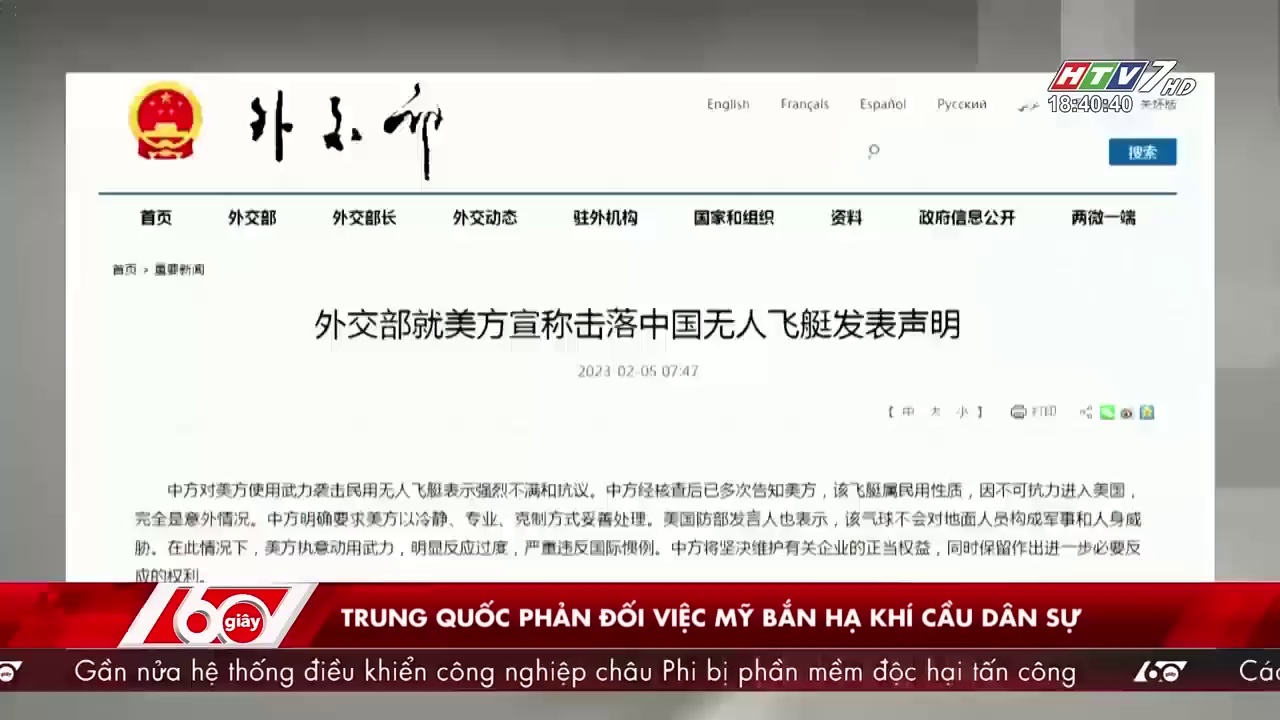 HTV7 HD
18:40:40
外交部
English Français Español Русский عربي
搜索
首页 外交部 外交部长 外交动态 驻外机构 国家和组织 资料 政府信息公开 两微一端
首页 > 重要新闻
外交部就美方宣称击落中国无人飞艇发表声明
2023-02-05 07:47
【 中 大 小 】 打印
中方对美方使用武力袭击民用无人飞艇表示强烈不满和抗议。中方经核查后已多次告知美方，该飞艇属民用性质，因不可抗力进入美国，
完全是意外情况。中方明确要求美方以冷静、专业、克制方式妥善处理。美国防部发言人也表示，该气球不会对地面人员构成军事和人身威
胁。在此情况下，美方执意动用武力，明显反应过度，严重违反国际惯例。中方将坚决维护有关企业的正当权益，同时保留作出进一步必要反
应的权利。
60 giây
TRUNG QUỐC PHẢN ĐỐI VIỆC MỸ BẮN HẠ KHÍ CẦU DÂN SỰ
Gần nửa hệ thống điều khiển công nghiệp châu Phi bị phần mềm độc hại tấn công 60 giây